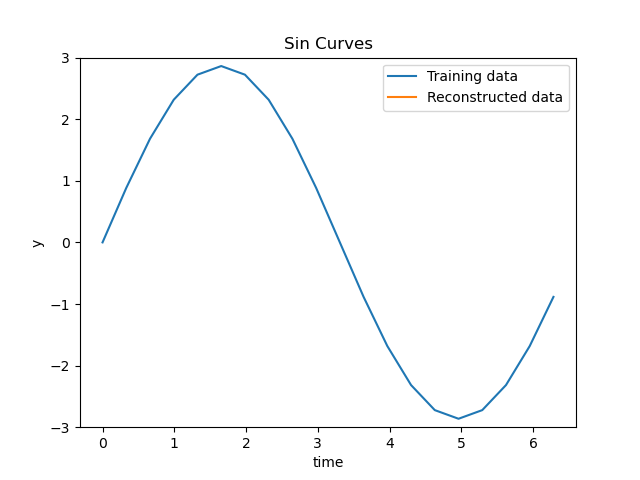 Sin Curves
Training data
Reconstructed data
3
2
1
0
−1
−2
−3
y
0
1
2
3
4
5
6
time